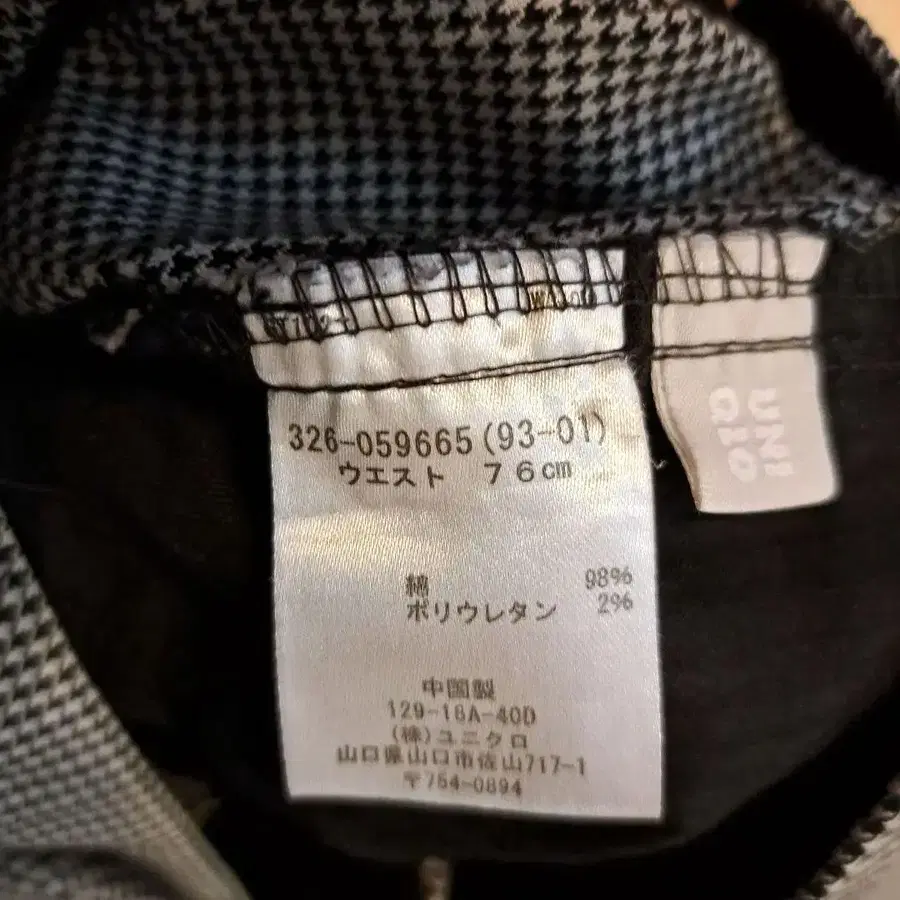 326-059665(93-01)
ウエスト 76cm
綿 98%
ポリウレタン 2%
中国製
129-16A-40D
(株)ユニクロ
山口県山口市佐山717-1
〒754-0894
UNI
QLO